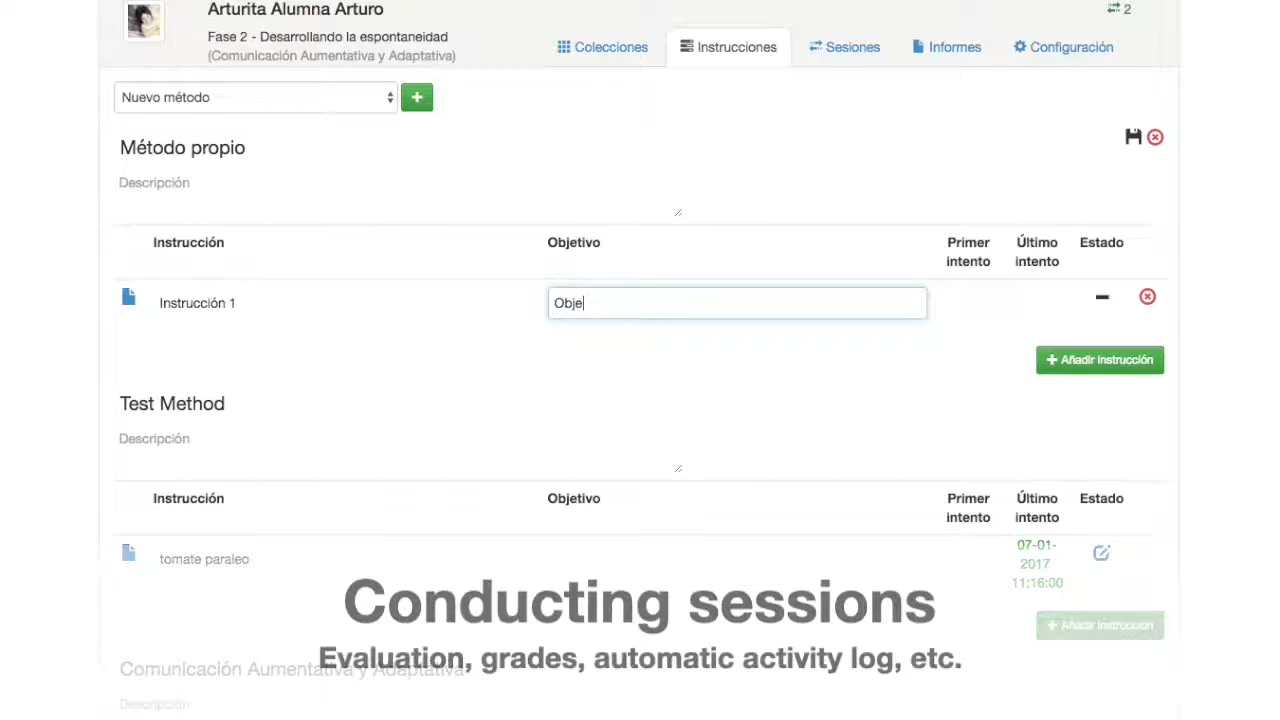 Arturita Alumna Arturo
2
Fase 2 - Desarrollando la espontaneidad
(Comunicación Aumentativa y Adaptativa)
Colecciones
Instrucciones
Sesiones
Informes
Configuración
Nuevo método
Método propio
Descripción
Instrucción Objetivo Primer intento Último intento Estado
Instrucción 1 Obje
Añadir instrucción
Test Method
Descripción
Instrucción Objetivo Primer intento Último intento Estado
tomate paraleo 07-01-2017 11:16:00
Conducting sessions
Añadir instrucción
Evaluation, grades, automatic activity log, etc.
Comunicación Aumentativa y Adaptativa
Descripción